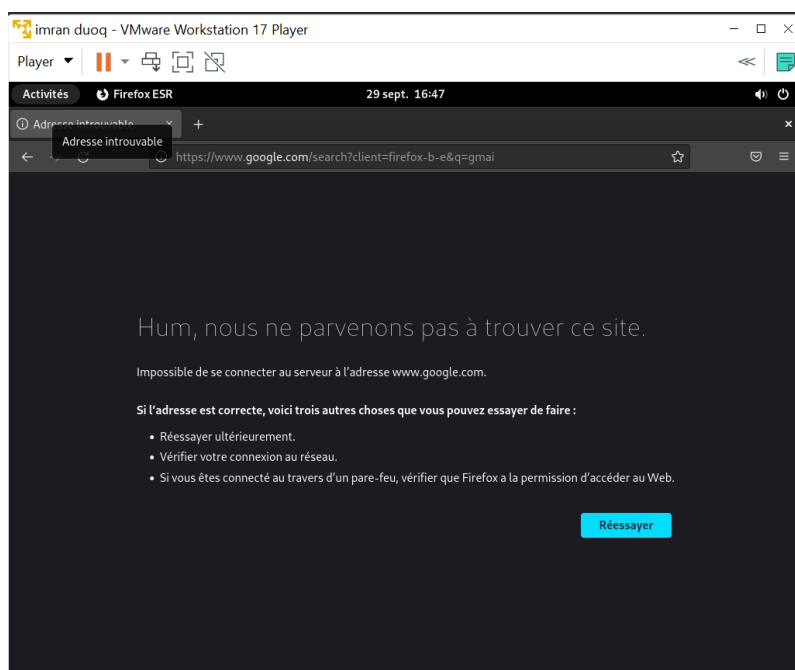 imran duoq - VMware Workstation 17 Player
Player
Activités Firefox ESR 29 sept. 16:47
Adresse introuvable
Adresse introuvable
https://www.google.com/search?client=firefox-b-e&q=gmai
Hum, nous ne parvenons pas à trouver ce site.
Impossible de se connecter au serveur à l’adresse www.google.com.
Si l’adresse est correcte, voici trois autres choses que vous pouvez essayer de faire :
• Réessayer ultérieurement.
• Vérifier votre connexion au réseau.
• Si vous êtes connecté au travers d’un pare-feu, vérifier que Firefox a la permission d’accéder au Web.
Réessayer